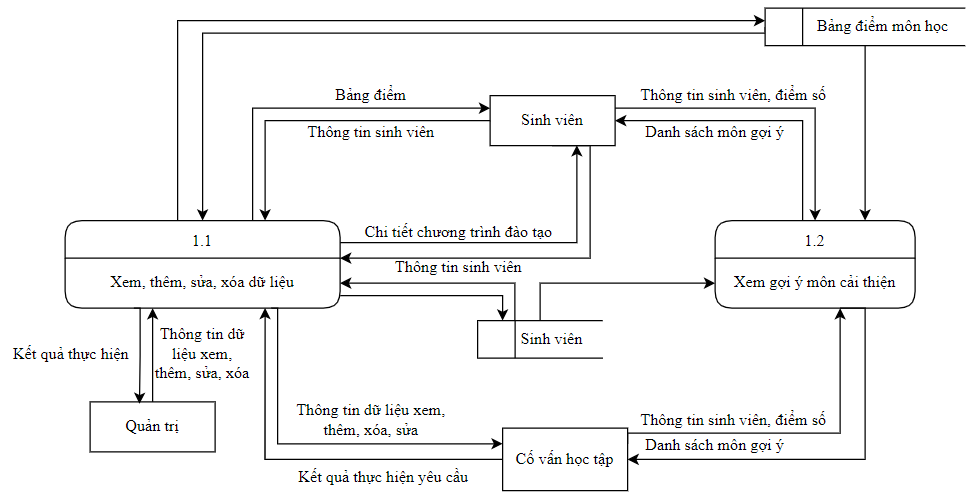 Bảng điểm môn học
Bảng điểm
Thông tin sinh viên
Sinh viên
Thông tin sinh viên, điểm số
Danh sách môn gợi ý
1.1
Xem, thêm, sửa, xóa dữ liệu
Chi tiết chương trình đào tạo
Thông tin sinh viên
1.2
Xem gợi ý môn cải thiện
Sinh viên
Kết quả thực hiện
Thông tin dữ
liệu xem,
thêm, sửa, xóa
Quản trị
Thông tin dữ liệu xem,
thêm, xóa, sửa
Kết quả thực hiện yêu cầu
Cố vấn học tập
Thông tin sinh viên, điểm số
Danh sách môn gợi ý